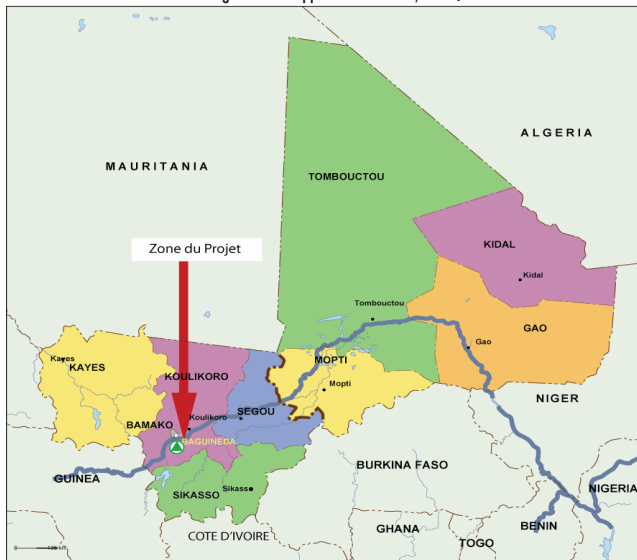 ALGERIA
MAURITANIA
TOMBOUCTOU
KIDAL
Zone du Projet
Kidal
Tombouctou
GAO
Gao
Kayes
KAYES
KOULIKORO
MOPTI
Mopti
NIGER
SEGOU
Koulikoro
BAMAKO
BAGUINEDA
BURKINA FASO
GUINEA
SIKASSO
Sikasso
NIGERIA
COTE D'IVOIRE
GHANA
BENIN
TOGO